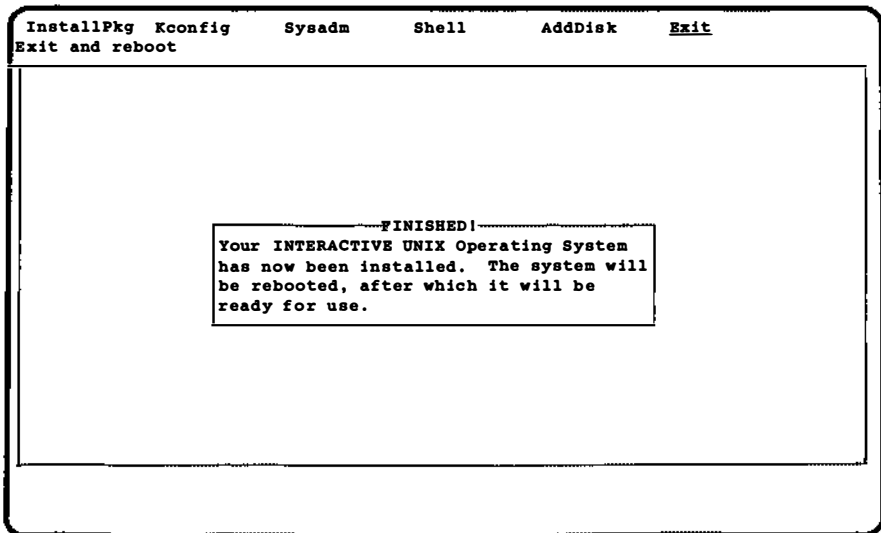 InstallPkg Kconfig Sysadm Shell AddDisk Exit
Exit and reboot
FINISHED!
Your INTERACTIVE UNIX Operating System
has now been installed. The system will
be rebooted, after which it will be
ready for use.